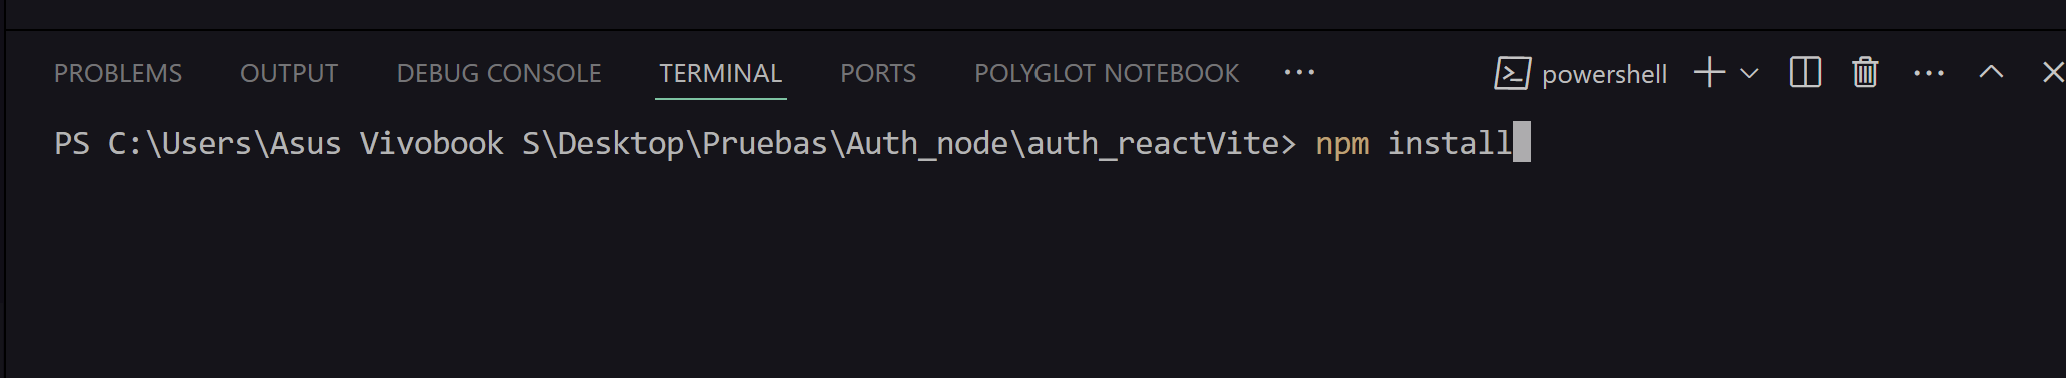 PROBLEMS OUTPUT DEBUG CONSOLE TERMINAL PORTS POLYGLOT NOTEBOOK ··· powershell
PS C:\Users\Asus Vivobook S\Desktop\Pruebas\Auth_node\auth_reactVite> npm install